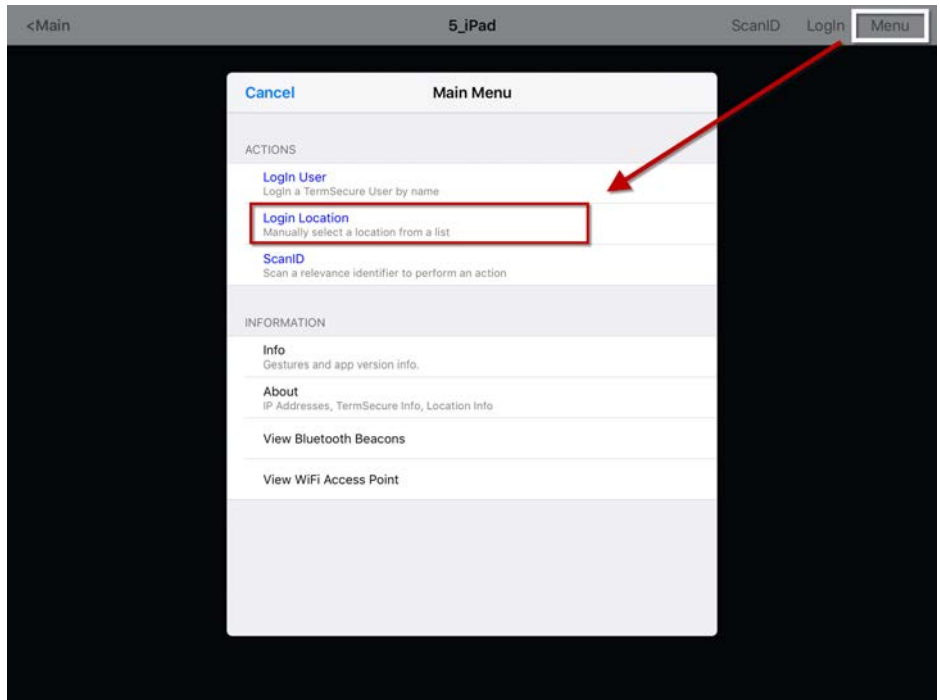 <Main 5_iPad ScanID LogIn Menu
Cancel Main Menu
ACTIONS
LogIn User
LogIn a TermSecure User by name
Login Location
Manually select a location from a list
ScanID
Scan a relevance identifier to perform an action
INFORMATION
Info
Gestures and app version info.
About
IP Addresses, TermSecure Info, Location Info
View Bluetooth Beacons
View WiFi Access Point